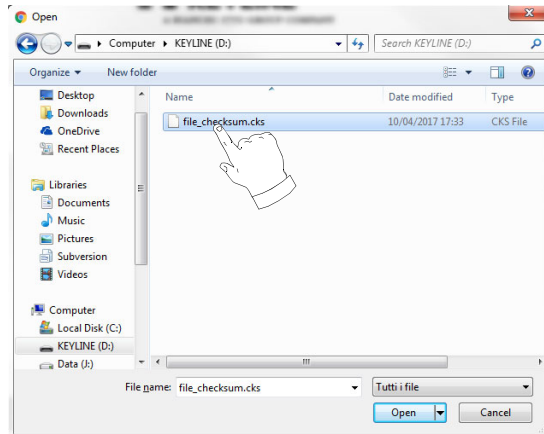 Open
Computer KEYLINE (D:)
Search KEYLINE (D:)
Organize New folder
Name Date modified Type
file_checksum.cks 10/04/2017 17:33 CKS File
Desktop
Downloads
OneDrive
Recent Places
Libraries
Documents
Music
Pictures
Subversion
Videos
Computer
Local Disk (C:)
KEYLINE (D:)
Data (J:)
File name: file_checksum.cks Tutti i file
Open Cancel